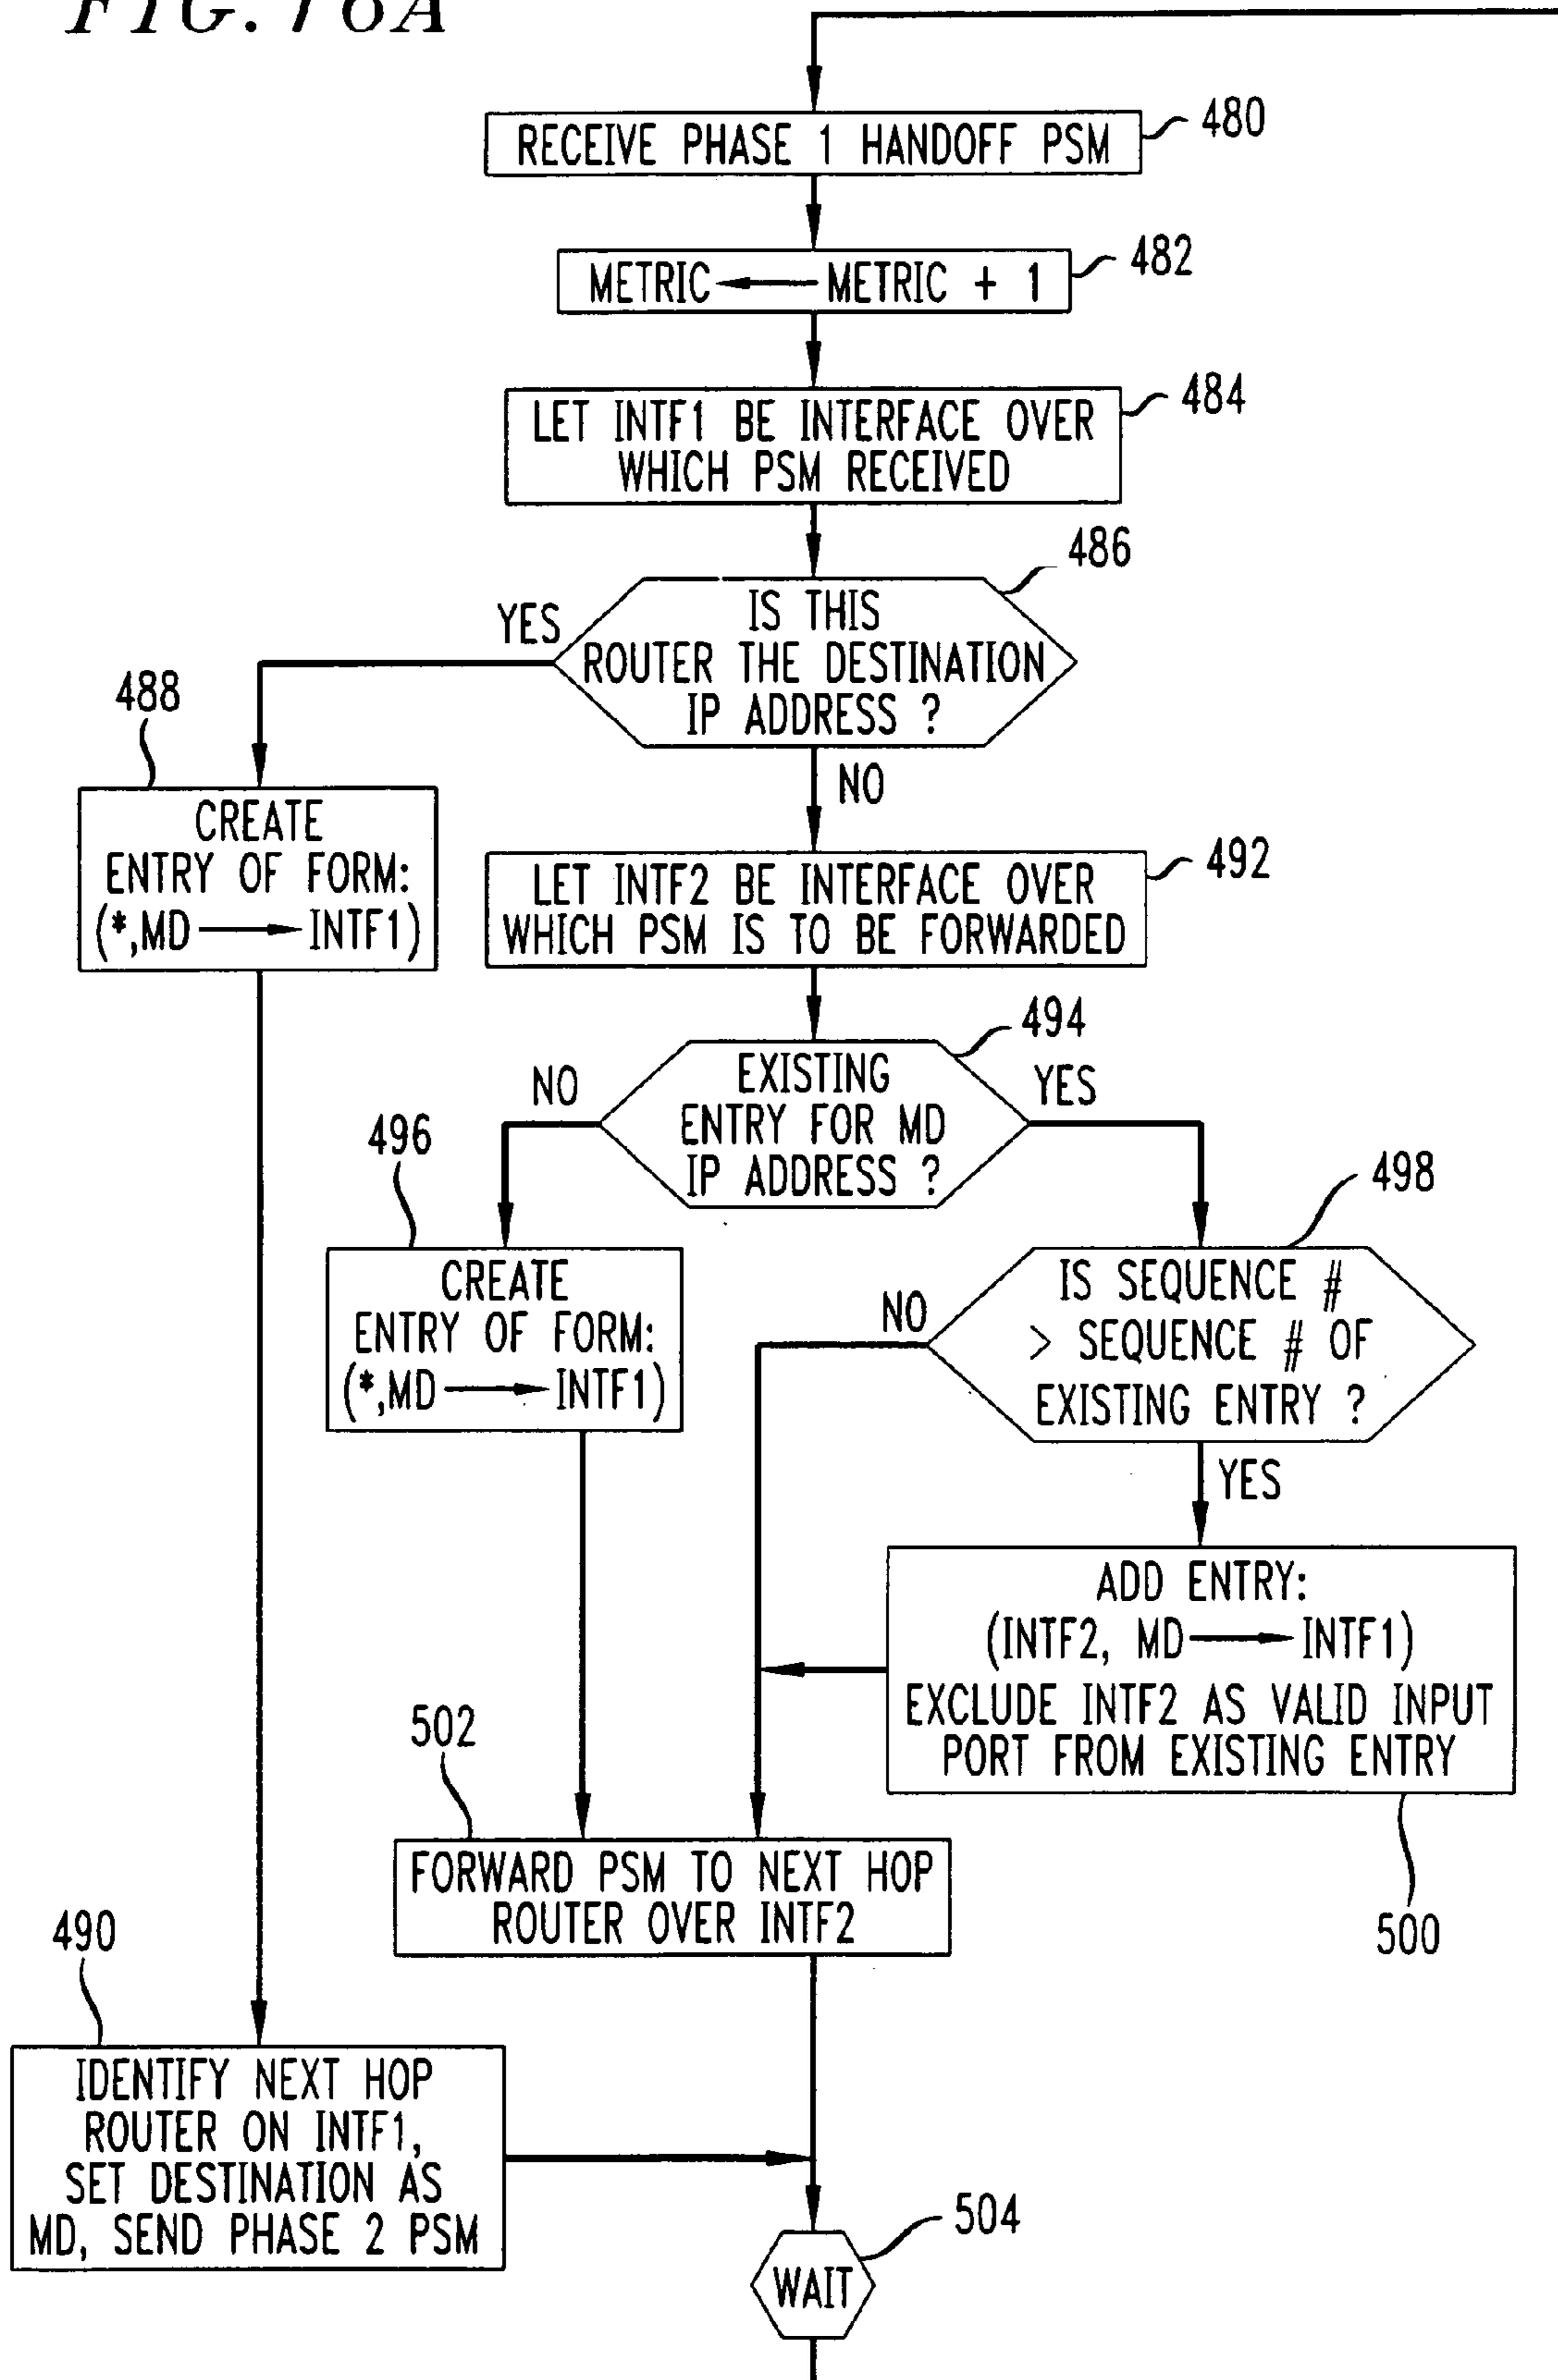 FIG. 16A
RECEIVE PHASE 1 HANDOFF PSM
480
METRIC ← METRIC + 1
482
LET INTF1 BE INTERFACE OVER
WHICH PSM RECEIVED
484
IS THIS
ROUTER THE DESTINATION
IP ADDRESS ?
486
YES
NO
488
CREATE
ENTRY OF FORM:
(*,MD → INTF1)
LET INTF2 BE INTERFACE OVER
WHICH PSM IS TO BE FORWARDED
492
EXISTING
ENTRY FOR MD
IP ADDRESS ?
494
NO
YES
496
CREATE
ENTRY OF FORM:
(*,MD → INTF1)
498
IS SEQUENCE #
> SEQUENCE # OF
EXISTING ENTRY ?
NO
YES
ADD ENTRY:
(INTF2, MD → INTF1)
EXCLUDE INTF2 AS VALID INPUT
PORT FROM EXISTING ENTRY
500
502
FORWARD PSM TO NEXT HOP
ROUTER OVER INTF2
490
IDENTIFY NEXT HOP
ROUTER ON INTF1,
SET DESTINATION AS
MD, SEND PHASE 2 PSM
504
WAIT